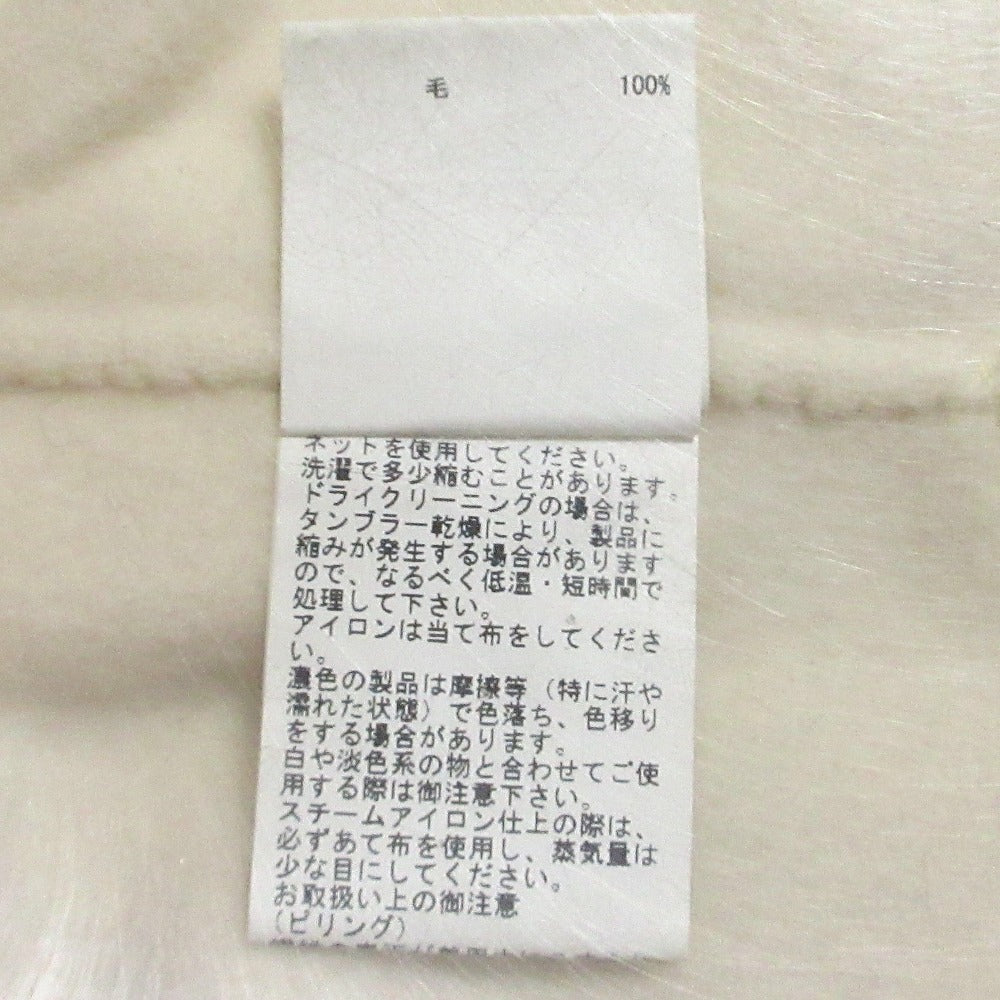 毛 100%
ネットを使用してください。
洗濯で多少縮むことがあります。
ドライクリーニングの場合は、
タンブラー乾燥により、製品に
縮みが発生する場合があります
ので、なるべく低温・短時間で
処理して下さい。
アイロンは当て布をしてくださ
い。
濃色の製品は摩擦等（特に汗や
濡れた状態）で色落ち、色移り
をする場合があります。
白や淡色系の物と合わせてご使
用する際は御注意下さい。
スチームアイロン仕上の際は、
必ずあて布を使用し、蒸気量は
少な目にしてください。
お取扱い上の御注意
（ピリング）